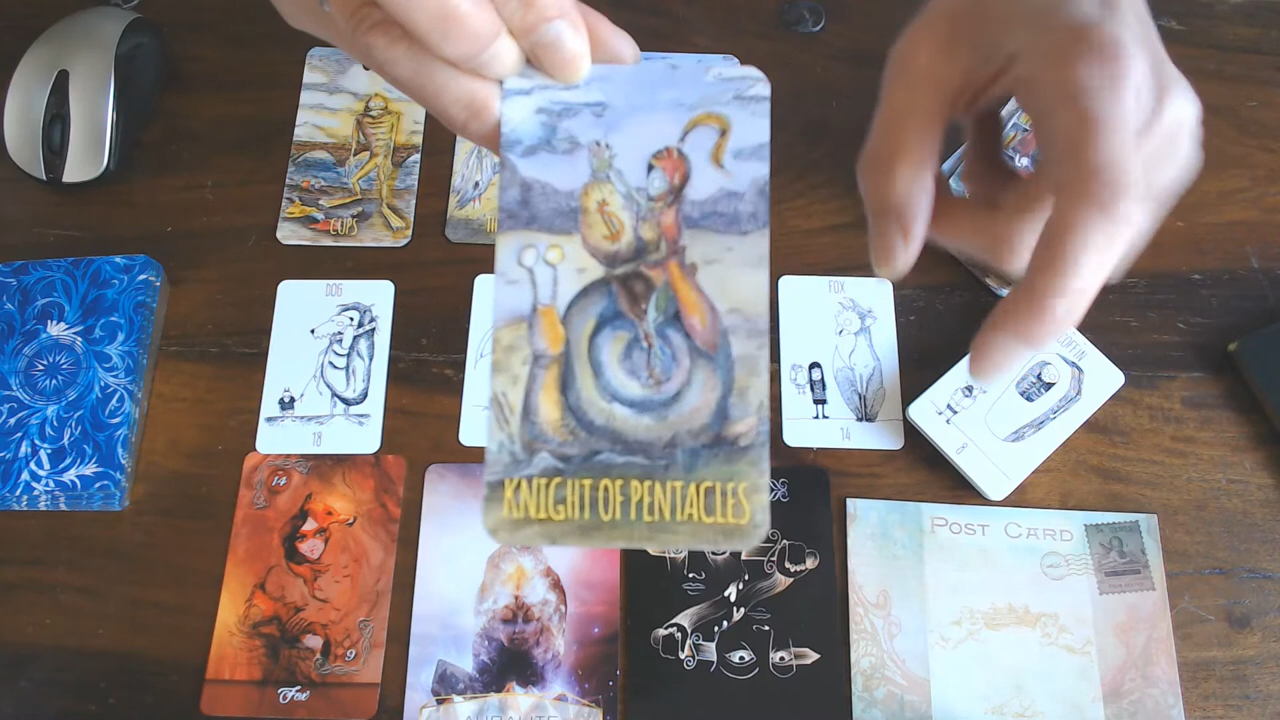 CUPS
KNIGHT OF PENTACLES
DOG
18
FOX
14
COFFIN
8
14
9
Fox
POST CARD